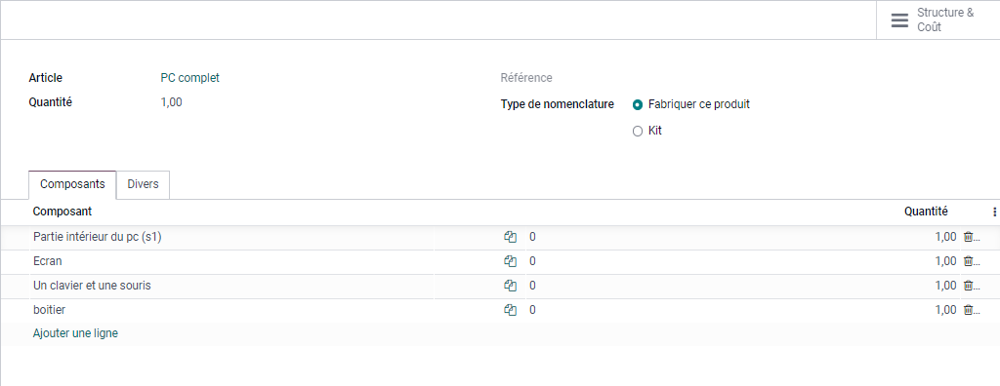 Structure &
Coût
Article PC complet Référence
Quantité 1,00 Type de nomenclature Fabriquer ce produit
Kit
Composants Divers
Composant Quantité
Partie intérieur du pc (s1) 0 1,00 ...
Ecran 0 1,00 ...
Un clavier et une souris 0 1,00 ...
boitier 0 1,00 ...
Ajouter une ligne